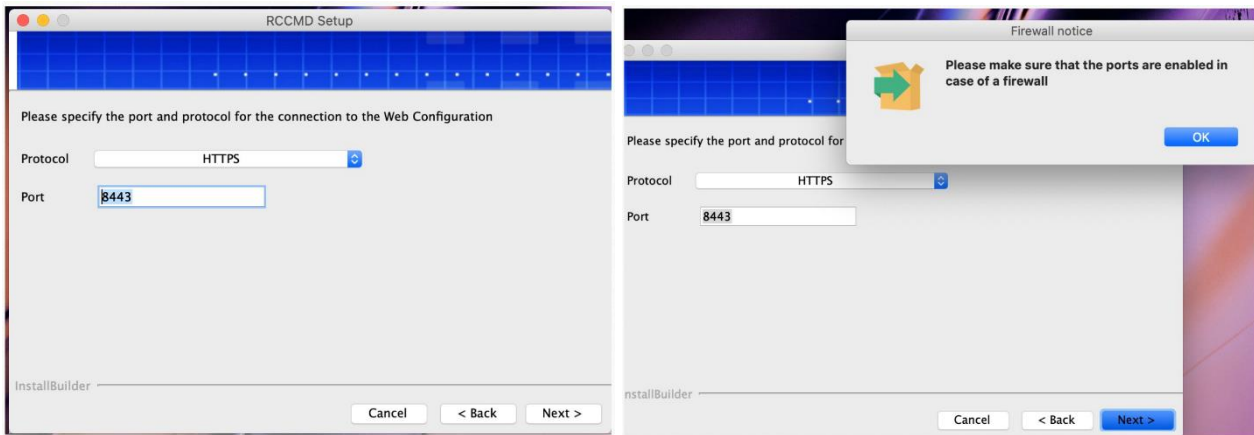 RCCMD Setup
Please specify the port and protocol for the connection to the Web Configuration
Protocol
HTTPS
Port
8443
InstallBuilder
Cancel
< Back
Next >
Firewall notice
Please make sure that the ports are enabled in
case of a firewall
OK
Please specify the port and protocol for
Protocol
HTTPS
Port
8443
nstallBuilder
Cancel
< Back
Next >